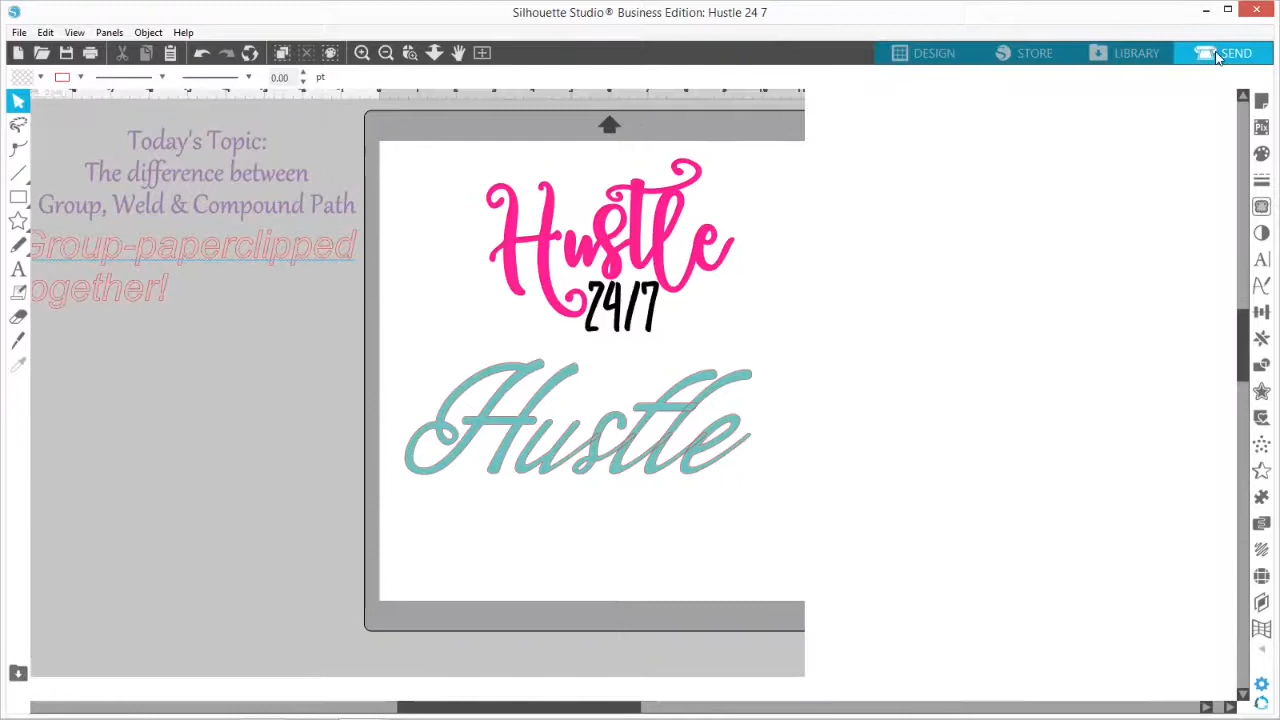 Silhouette Studio® Business Edition: Hustle 24 7
File Edit View Panels Object Help
DESIGN STORE LIBRARY SEND
0.00 pt
Today's Topic:
The difference between
Group, Weld & Compound Path
Group-paperclipped
ogether!
Hustle
24/7
Hustle